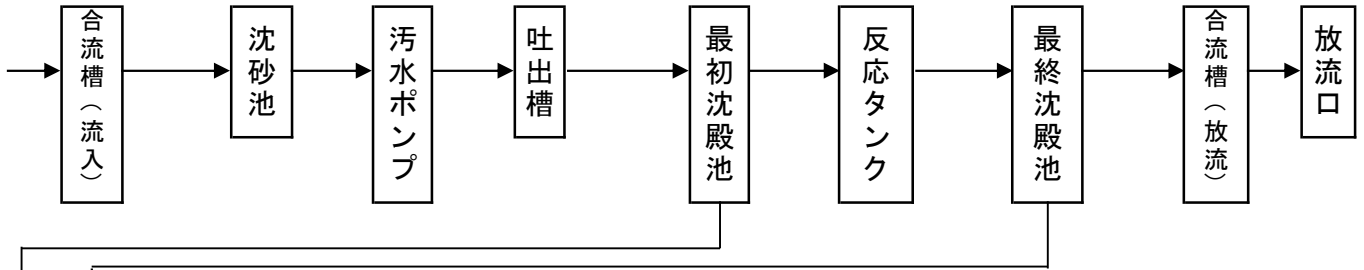 合流槽（流入）
沈砂池
汚水ポンプ
吐出槽
最初沈殿池
反応タンク
最終沈殿池
合流槽（放流）
放流口